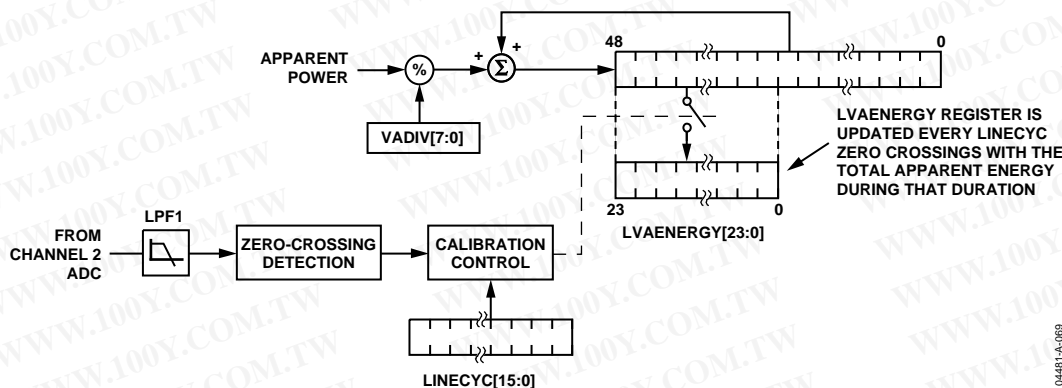 APPARENT
POWER
%
+
Σ
+
48
0
VADIV[7:0]
LVAENERGY REGISTER IS
UPDATED EVERY LINECYC
ZERO CROSSINGS WITH THE
TOTAL APPARENT ENERGY
DURING THAT DURATION
23
0
LVAENERGY[23:0]
LPF1
FROM
CHANNEL 2
ADC
ZERO-CROSSING
DETECTION
CALIBRATION
CONTROL
LINECYC[15:0]
04481-A-069
WWW.100Y.COM.TW